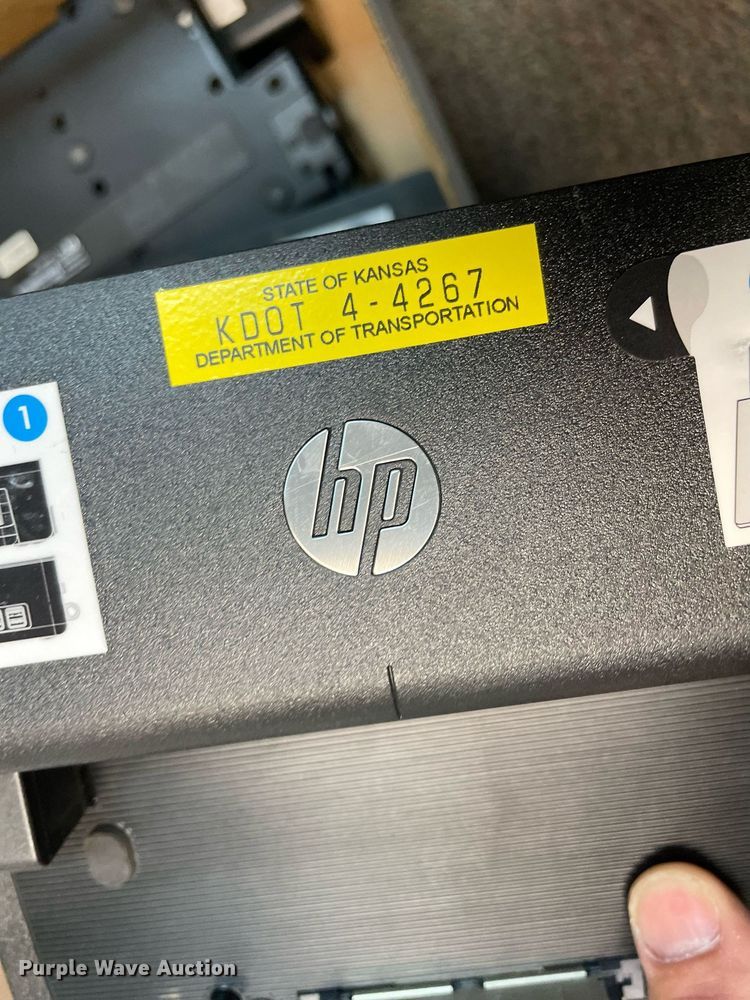 STATE OF KANSAS
KDOT 4-4267
DEPARTMENT OF TRANSPORTATION
1
hp
Purple Wave Auction